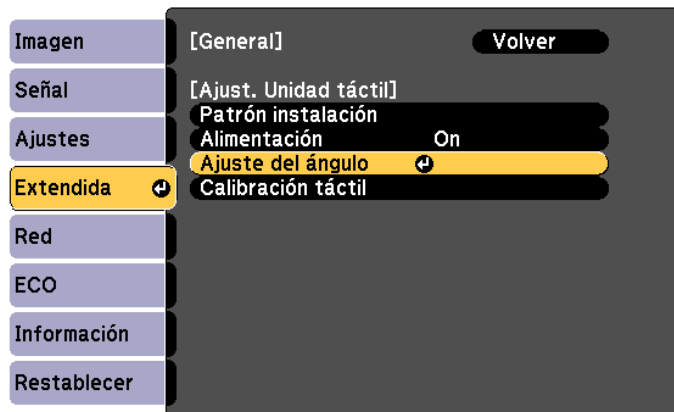 Imagen
Señal
Ajustes
Extendida
Red
ECO
Información
Restablecer
[General] Volver
[Ajust. Unidad táctil]
Patrón instalación
Alimentación On
Ajuste del ángulo
Calibración táctil